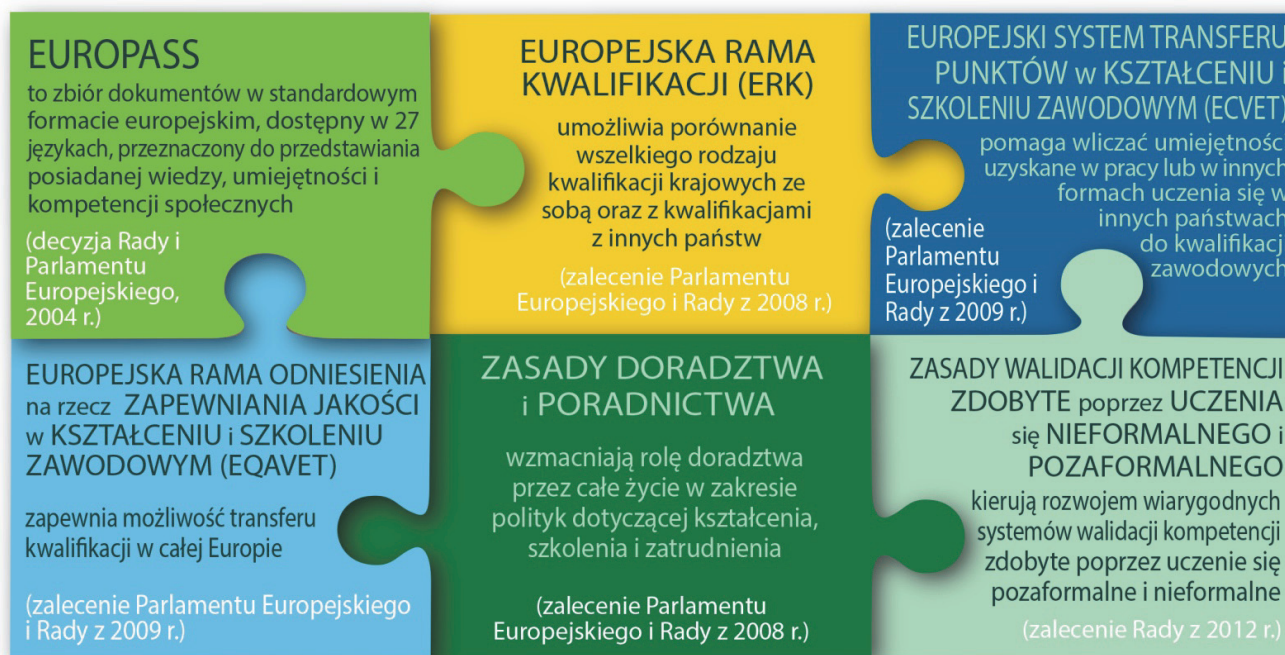 EUROPASS
to zbiór dokumentów w standardowym
formacie europejskim, dostępny w 27
językach, przeznaczony do przedstawiania
posiadanej wiedzy, umiejętności i
kompetencji społecznych
(decyzja Rady i
Parlamentu
Europejskiego,
2004 r.)
EUROPEJSKA RAMA
KWALIFIKACJI (ERK)
umożliwia porównanie
wszelkiego rodzaju
kwalifikacji krajowych ze
sobą oraz z kwalifikacjami
z innych państw
(zalecenie Parlamentu
Europejskiego i Rady z 2008 r.)
EUROPEJSKI SYSTEM TRANSFERU
PUNKTÓW w KSZTAŁCENIU i
SZKOLENIU ZAWODOWYM (ECVET)
pomaga wliczać umiejętności
uzyskane w pracy lub w innych
formach uczenia się w
innych państwach
do kwalifikacji
zawodowych
(zalecenie
Parlamentu
Europejskiego i
Rady z 2009 r.)
EUROPEJSKA RAMA ODNIESIENIA
na rzecz ZAPEWNIANIA JAKOŚCI
w KSZTAŁCENIU i SZKOLENIU
ZAWODOWYM (EQAVET)
zapewnia możliwość transferu
kwalifikacji w całej Europie
(zalecenie Parlamentu Europejskiego
i Rady z 2009 r.)
ZASADY DORADZTWA
i PORADNICTWA
wzmacniają rolę doradztwa
przez całe życie w zakresie
polityk dotyczącej kształcenia,
szkolenia i zatrudnienia
(zalecenie Parlamentu
Europejskiego i Rady z 2008 r.)
ZASADY WALIDACJI KOMPETENCJI
ZDOBYTE poprzez UCZENIA
się NIEFORMALNEGO i
POZAFORMALNEGO
kierują rozwojem wiarygodnych
systemów walidacji kompetencji
zdobyte poprzez uczenie się
pozaformalne i nieformalne
(zalecenie Rady z 2012 r.)